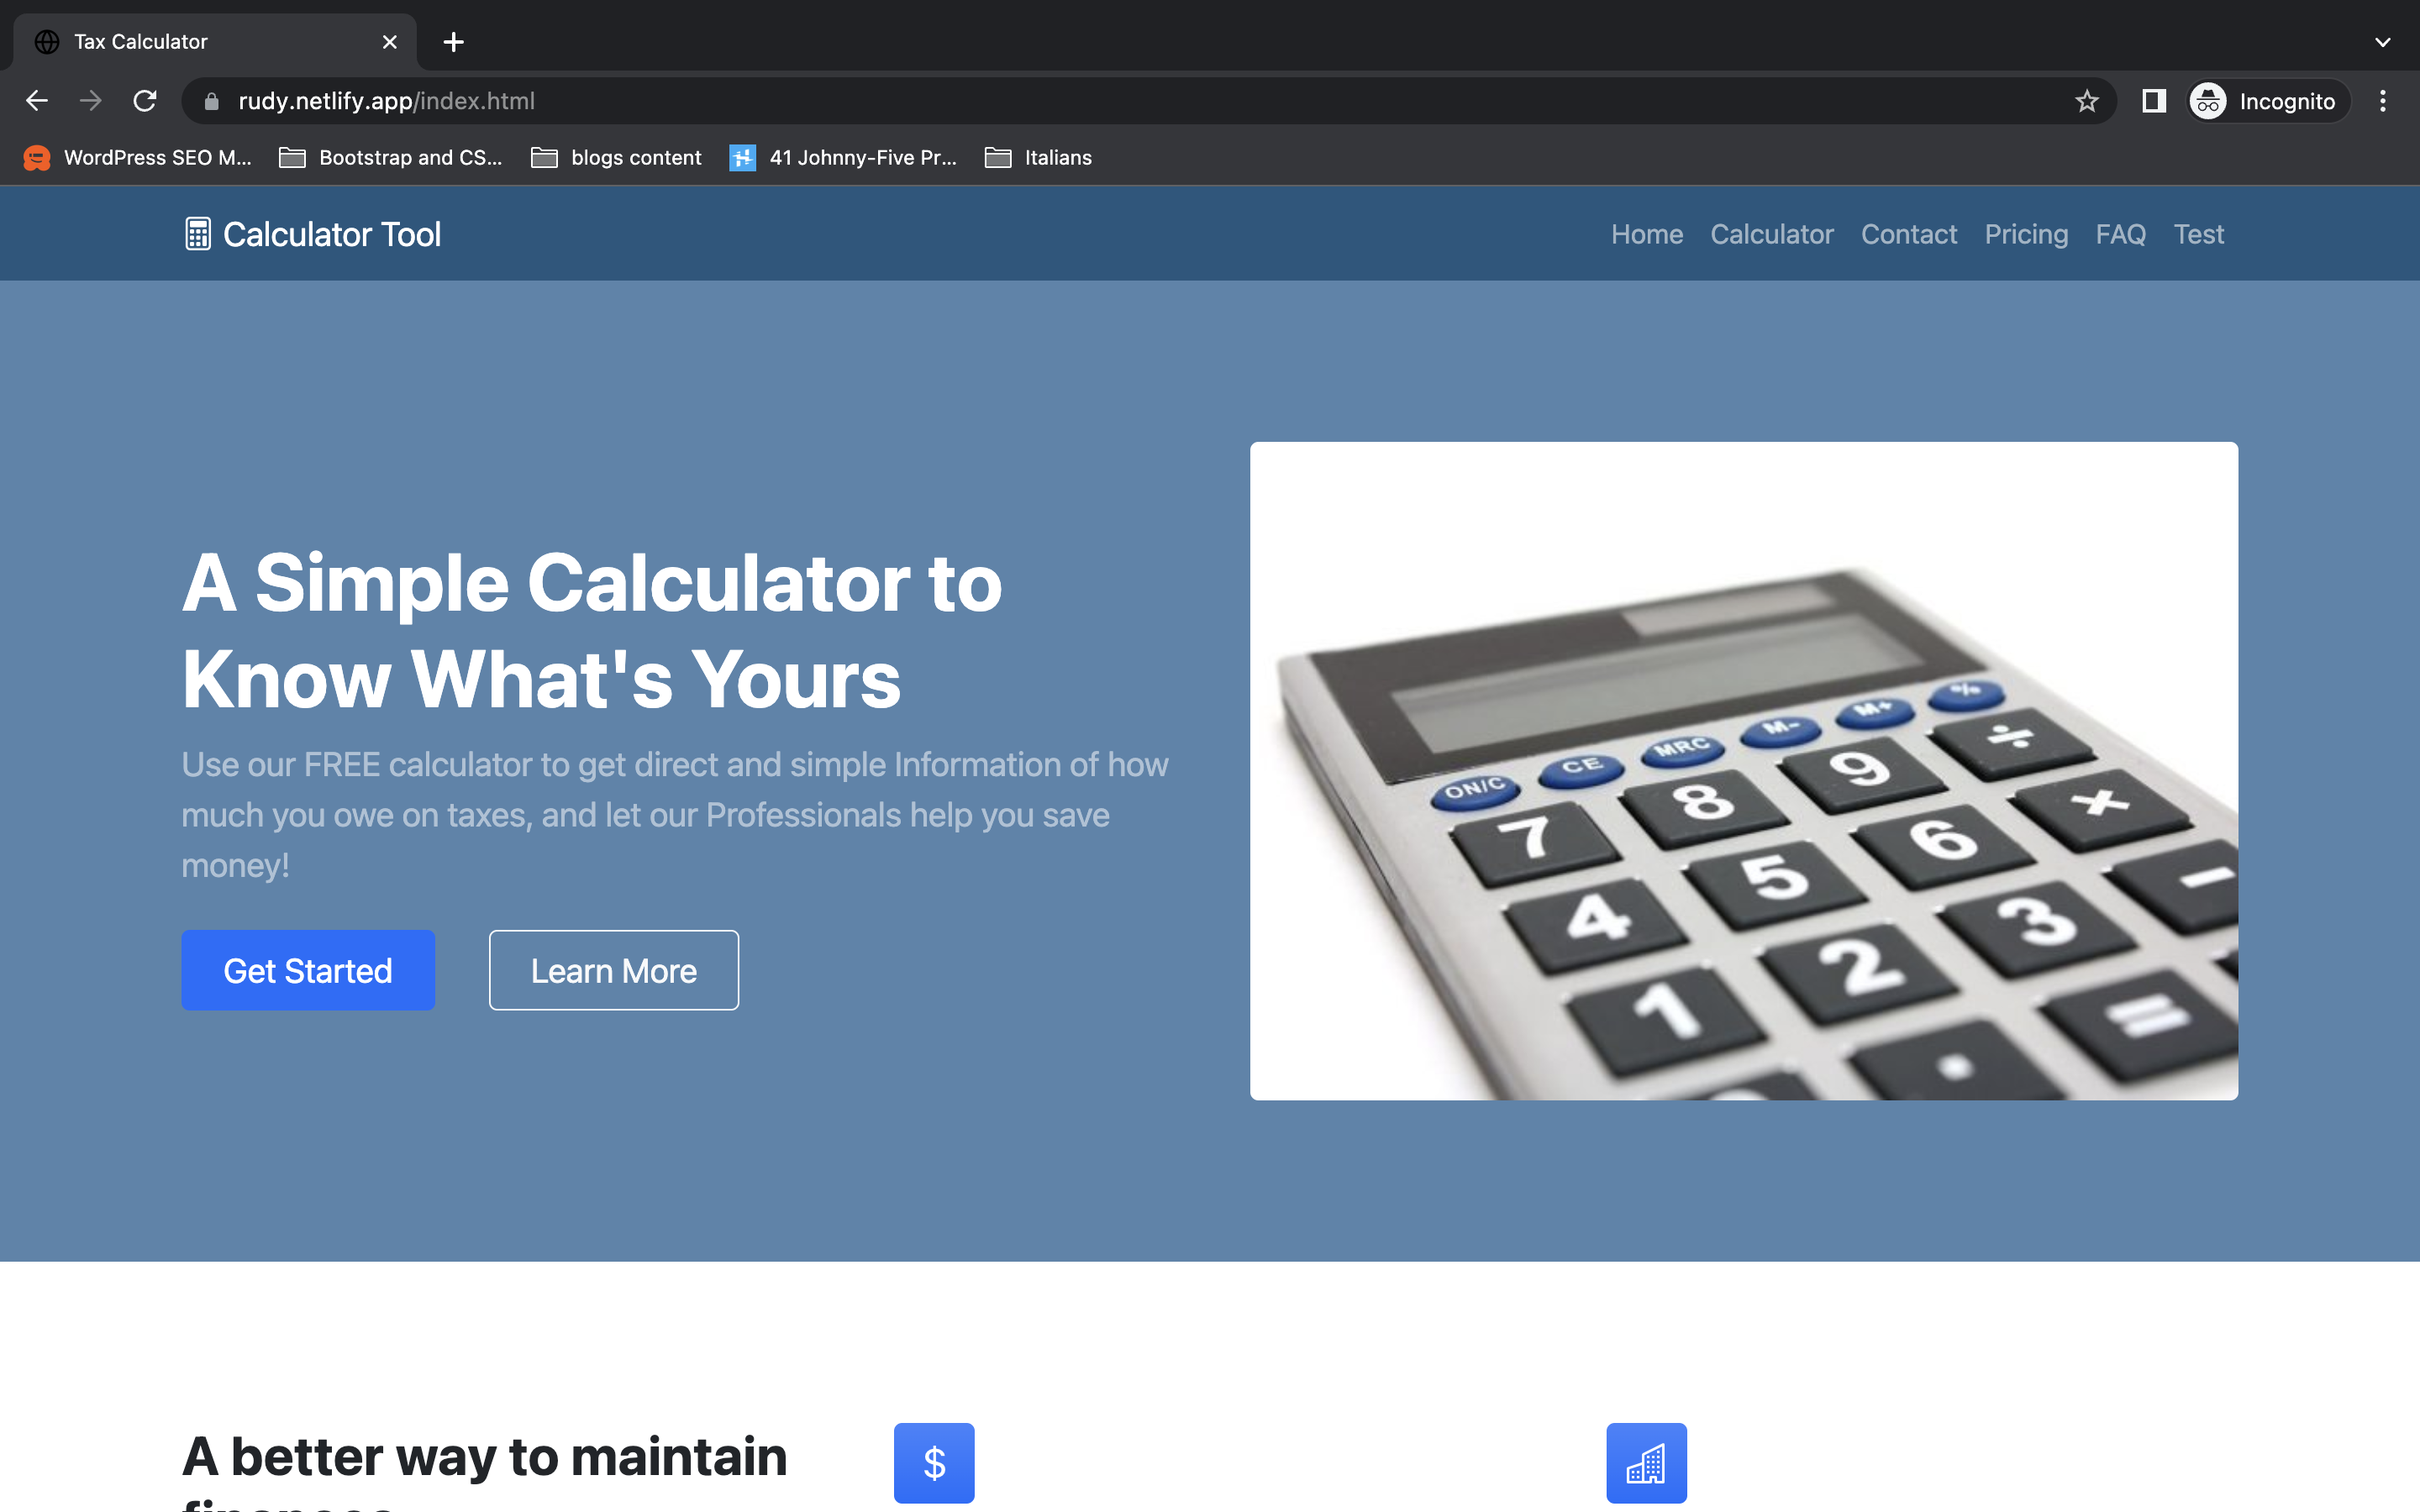 Tax Calculator
rudy.netlify.app/index.html
Incognito
WordPress SEO M...
Bootstrap and CS...
blogs content
41 Johnny-Five Pr...
Italians
Calculator Tool
Home
Calculator
Contact
Pricing
FAQ
Test
A Simple Calculator to
Know What's Yours
Use our FREE calculator to get direct and simple Information of how
much you owe on taxes, and let our Professionals help you save
money!
Get Started
Learn More
ON/C CE MRC M- M+ %
7 8 9 ÷
4 5 6 ×
1 2 3 -
. =
A better way to maintain
$